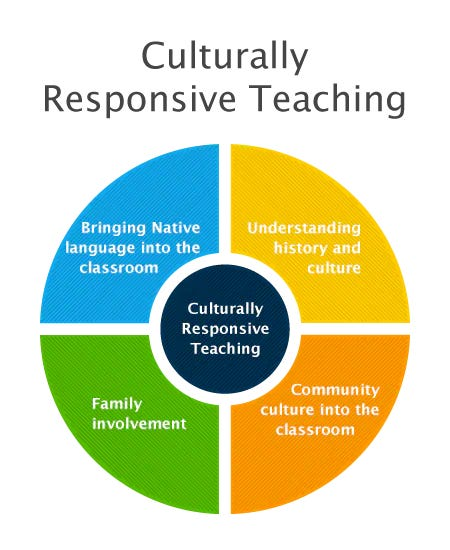 Culturally
Responsive Teaching
Bringing Native
language into the
classroom
Understanding
history and
culture
Culturally
Responsive
Teaching
Family
involvement
Community
culture into the
classroom